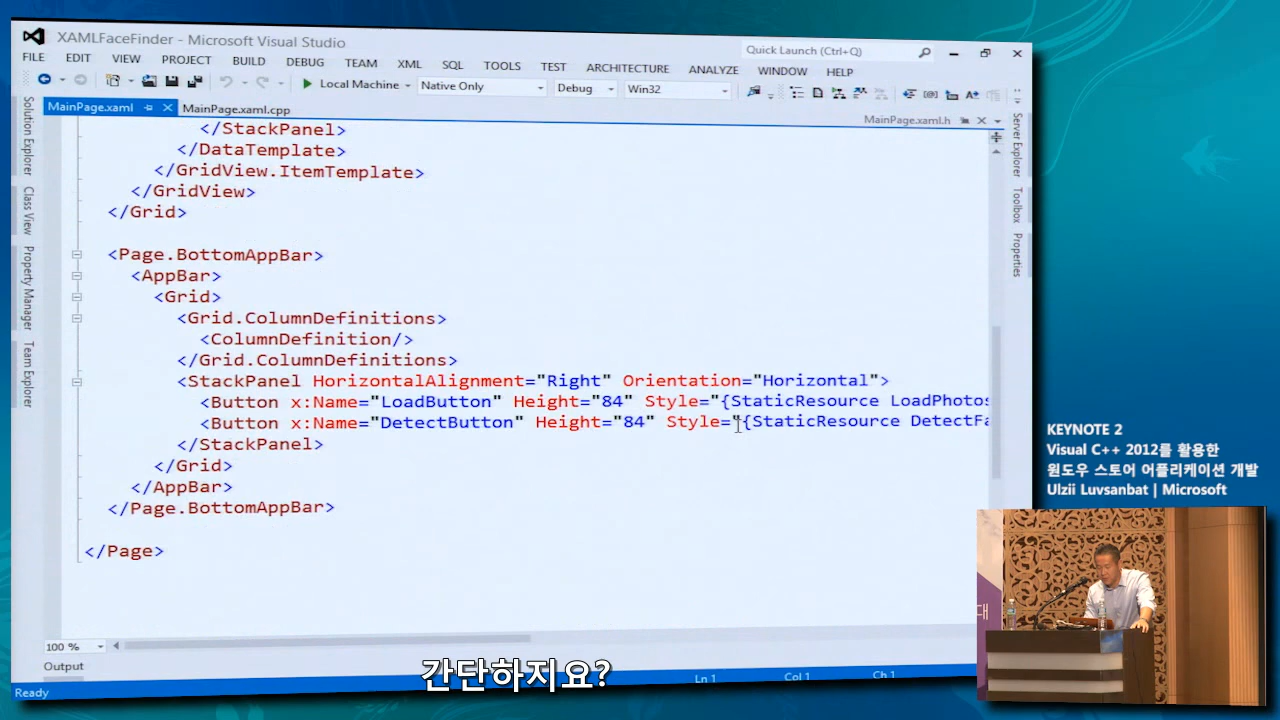 XAMLFaceFinder - Microsoft Visual Studio
Quick Launch (Ctrl+Q)
FILE EDIT VIEW PROJECT BUILD DEBUG TEAM XML SQL TOOLS TEST ARCHITECTURE ANALYZE WINDOW HELP
Local Machine Native Only Debug Win32
MainPage.xaml MainPage.xaml.cpp MainPage.xaml.h
Solution Explorer
Class View
Property Manager
Team Explorer
Server Explorer
Toolbox
Properties
</StackPanel>
</DataTemplate>
</GridView.ItemTemplate>
</GridView>
</Grid>
<Page.BottomAppBar>
<AppBar>
<Grid>
<Grid.ColumnDefinitions>
<ColumnDefinition/>
</Grid.ColumnDefinitions>
<StackPanel HorizontalAlignment="Right" Orientation="Horizontal">
<Button x:Name="LoadButton" Height="84" Style="{StaticResource LoadPhotos
<Button x:Name="DetectButton" Height="84" Style="{StaticResource DetectFa
</StackPanel>
</Grid>
</AppBar>
</Page.BottomAppBar>
</Page>
100 %
Output
Ready Ln 1 Col 1 Ch 1
간단하지요?
KEYNOTE 2
Visual C++ 2012를 활용한
윈도우 스토어 어플리케이션 개발
Ulzii Luvsanbat | Microsoft
대